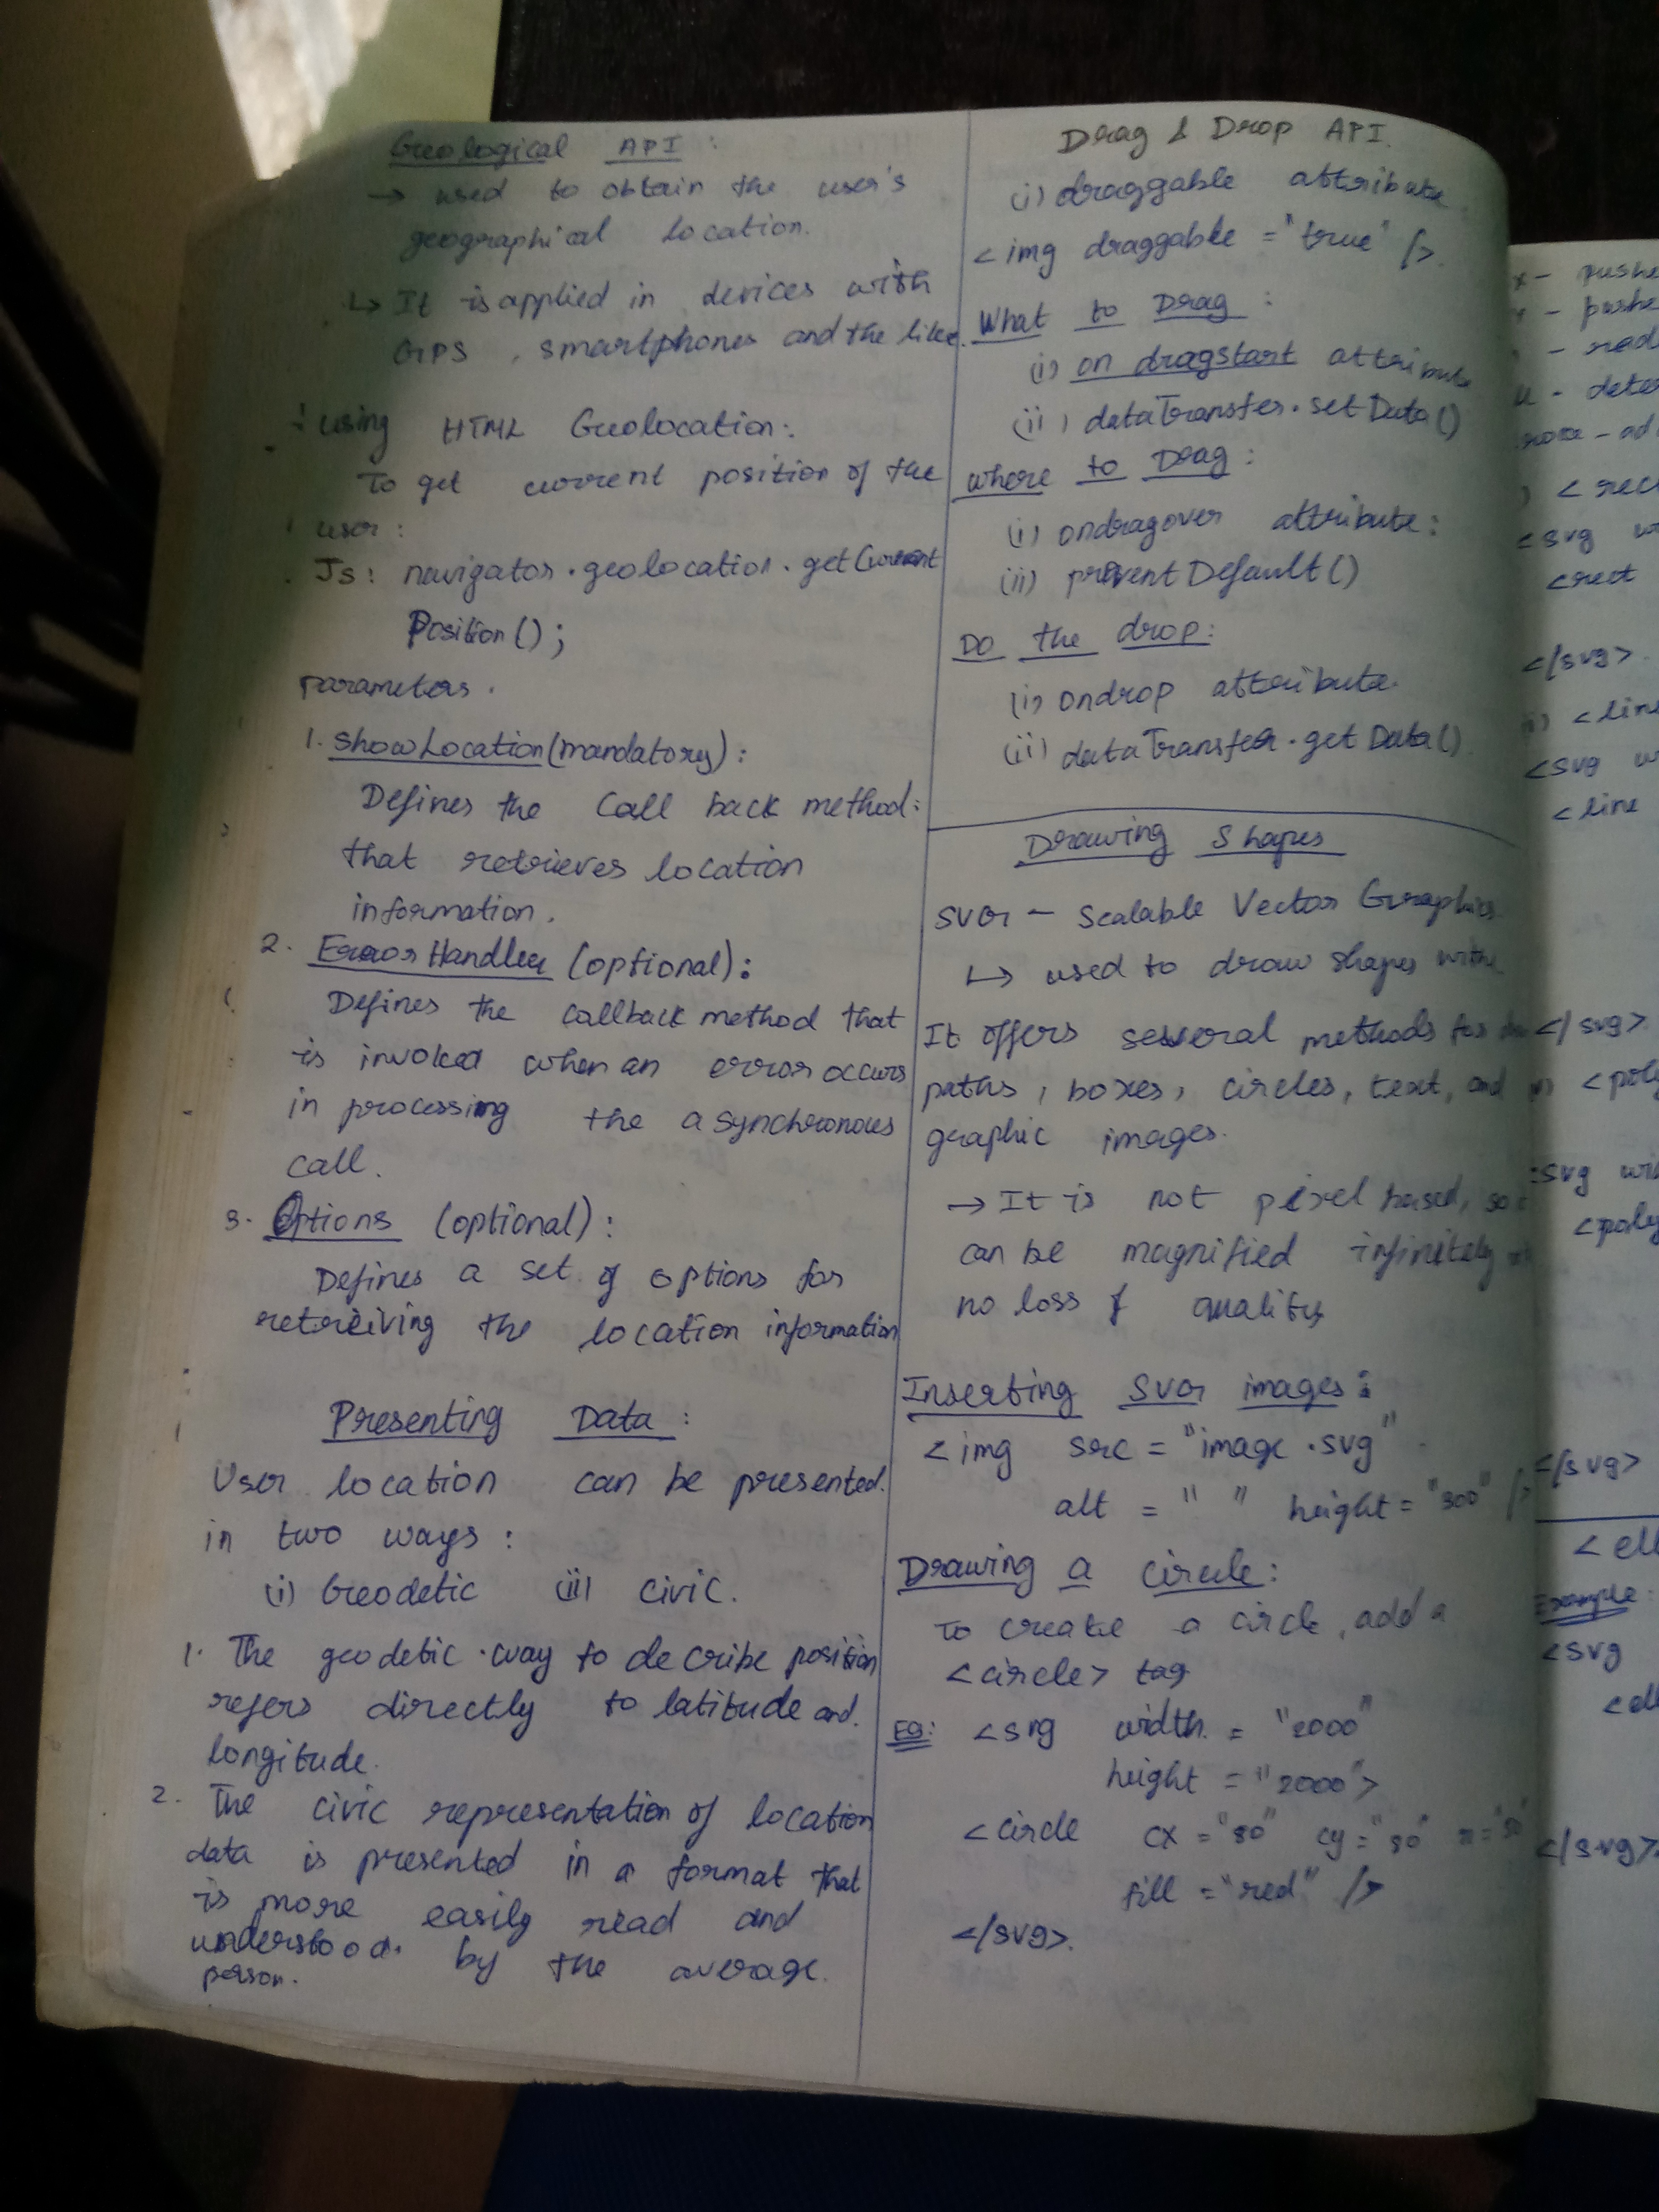 Geological API :
→ used to obtain the user's
geographical location.
↳ It is applied in devices with
GPS, smartphones and the like.
using HTML Geolocation:
To get current position of the
user :
Js: navigator.geolocation.getCurrent
Position();
parameters.
1. showLocation(mandatory):
Defines the call back method:
that retrieves location
information.
2. ErrorHandler (optional):
Defines the callback method that
is invoked when an error occurs
in processing the asynchronous
call.
3. Options (optional):
Defines a set of options for
retreiving the location information
Presenting Data:
User location can be presented.
in two ways:
(i) Geodetic (ii) civic.
1. The geodetic way to decribe position
refers directly to latitude and.
longitude.
2. The civic representation of location
data is presented in a format that
is more easily read and
understood. by the average.
person.
Drag & Drop API.
(i) draggable attribute
<img draggable ="true" />.
What to Drag :
(i) on dragstart attribute
(ii) dataTransfer.setData()
where to Drag:
(i) ondragover attribute:
(ii) preventDefault()
Do the drop:
(i) ondrop attribute.
(ii) dataTransfer.getData()
Drawing Shapes
SVG - Scalable Vector Graphics
↳ used to draw shapes with
It offers several methods for
paths, boxes, circles, text, and
graphic images.
→ It is not pixel based, so
can be magnified infinitely
no loss of quality
Inserting SVG images:
<img src = "image.svg"
alt = " " height = "300" />
Drawing a circle:
To create a circle, add a
<circle> tag
EG: <svg width = "2000"
height = "2000">
<circle cx = "80" cy = "80"
fill = "red" />
</svg>.
- pushe
- pushe
<svg
<rect
</svg>.
<line
<svg
<line
</svg>.
<poly
svg wi
<poly
</svg>
<ell
Example:
<svg
<ell
</svg>.